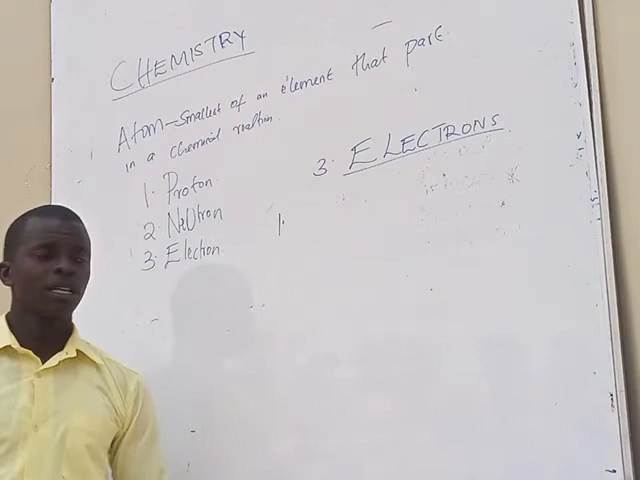 CHEMISTRY
Atom - Smallest of an element that part
in a chemical reaction.
1. Proton
2. Neutron
3. Electron
3. ELECTRONS
1.